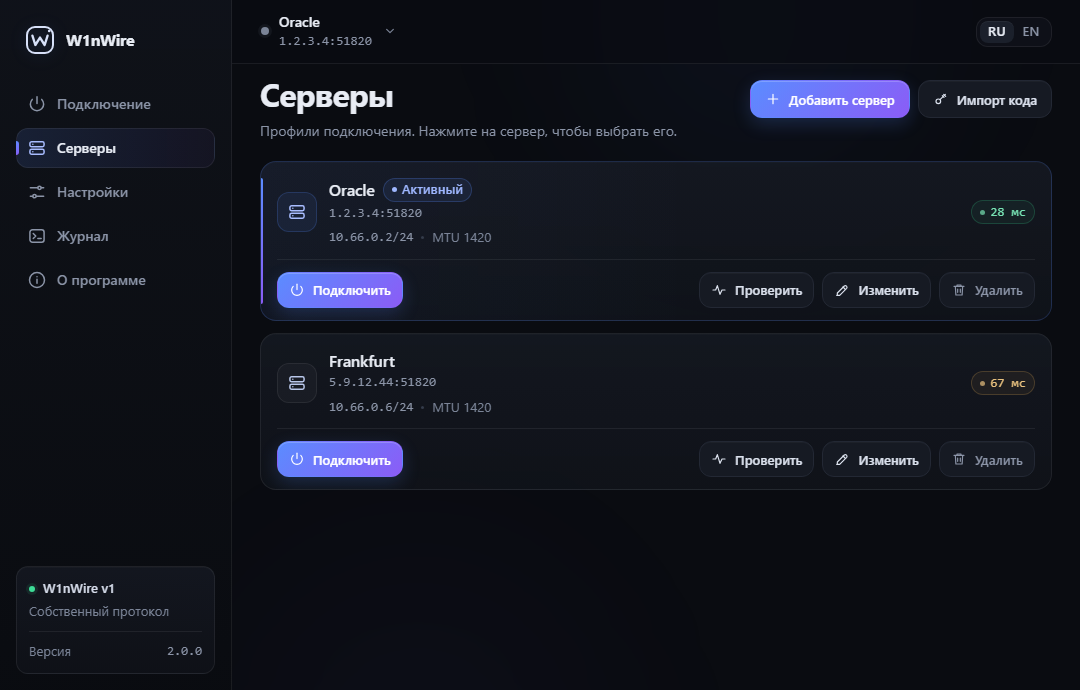 W1nWire
Oracle
1.2.3.4:51820
RU EN
Подключение
Серверы
Настройки
Журнал
О программе
Серверы
Профили подключения. Нажмите на сервер, чтобы выбрать его.
Добавить сервер
Импорт кода
Oracle Активный
1.2.3.4:51820
10.66.0.2/24 · MTU 1420
28 мс
Подключить Проверить Изменить Удалить
Frankfurt
5.9.12.44:51820
10.66.0.6/24 · MTU 1420
67 мс
Подключить Проверить Изменить Удалить
W1nWire v1
Собственный протокол
Версия 2.0.0